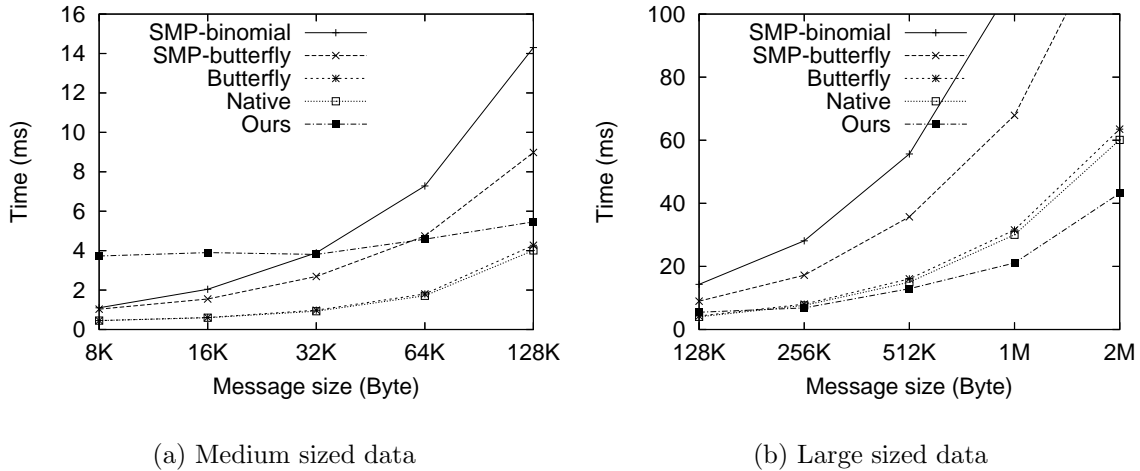 16
14
12
10
8
6
4
2
0
Time (ms)
SMP-binomial
SMP-butterfly
Butterfly
Native
Ours
8K 16K 32K 64K 128K
Message size (Byte)
(a) Medium sized data
100
80
60
40
20
0
Time (ms)
SMP-binomial
SMP-butterfly
Butterfly
Native
Ours
128K 256K 512K 1M 2M
Message size (Byte)
(b) Large sized data